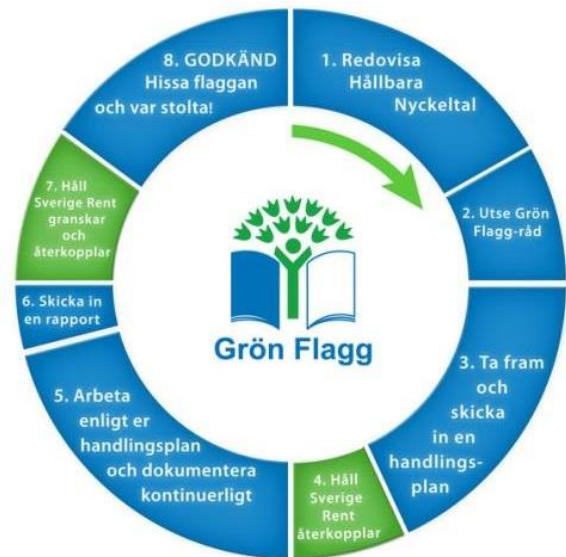 1. Redovisa
Hållbara
Nyckeltal
2. Utse Grön
Flagg-råd
3. Ta fram
och
skicka
in en
handlings-
plan
4. Håll
Sverige
Rent
återkopplar
5. Arbeta
enligt er
handlingsplan
och dokumentera
kontinuerligt
6. Skicka in
en rapport
7. Håll
Sverige Rent
granskar
och
återkopplar
8. GODKÄND
Hissa flaggan
och var stolta!
Grön Flagg